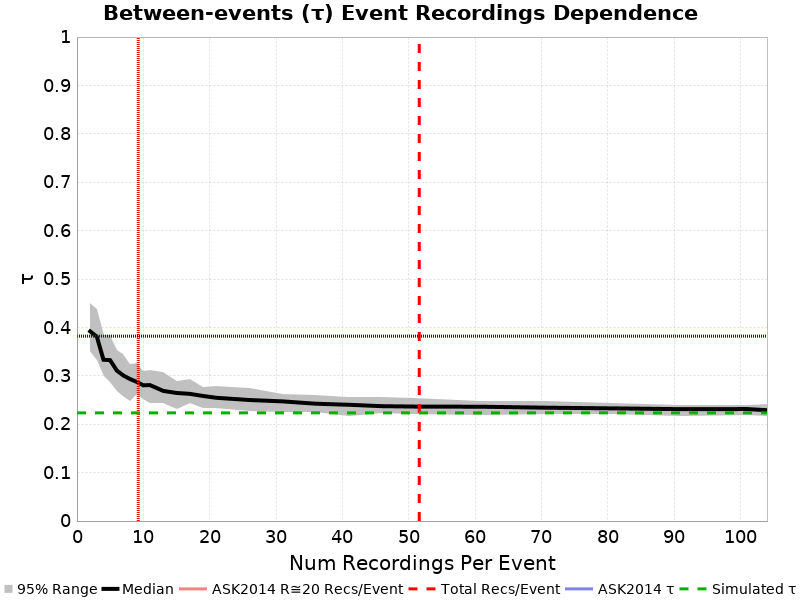 Between-events (τ) Event Recordings Dependence
1
0.9
0.8
0.7
0.6
0.5
0.4
0.3
0.2
0.1
0
τ
0 10 20 30 40 50 60 70 80 90 100
Num Recordings Per Event
95% Range Median ASK2014 R≅20 Recs/Event Total Recs/Event ASK2014 τ Simulated τ